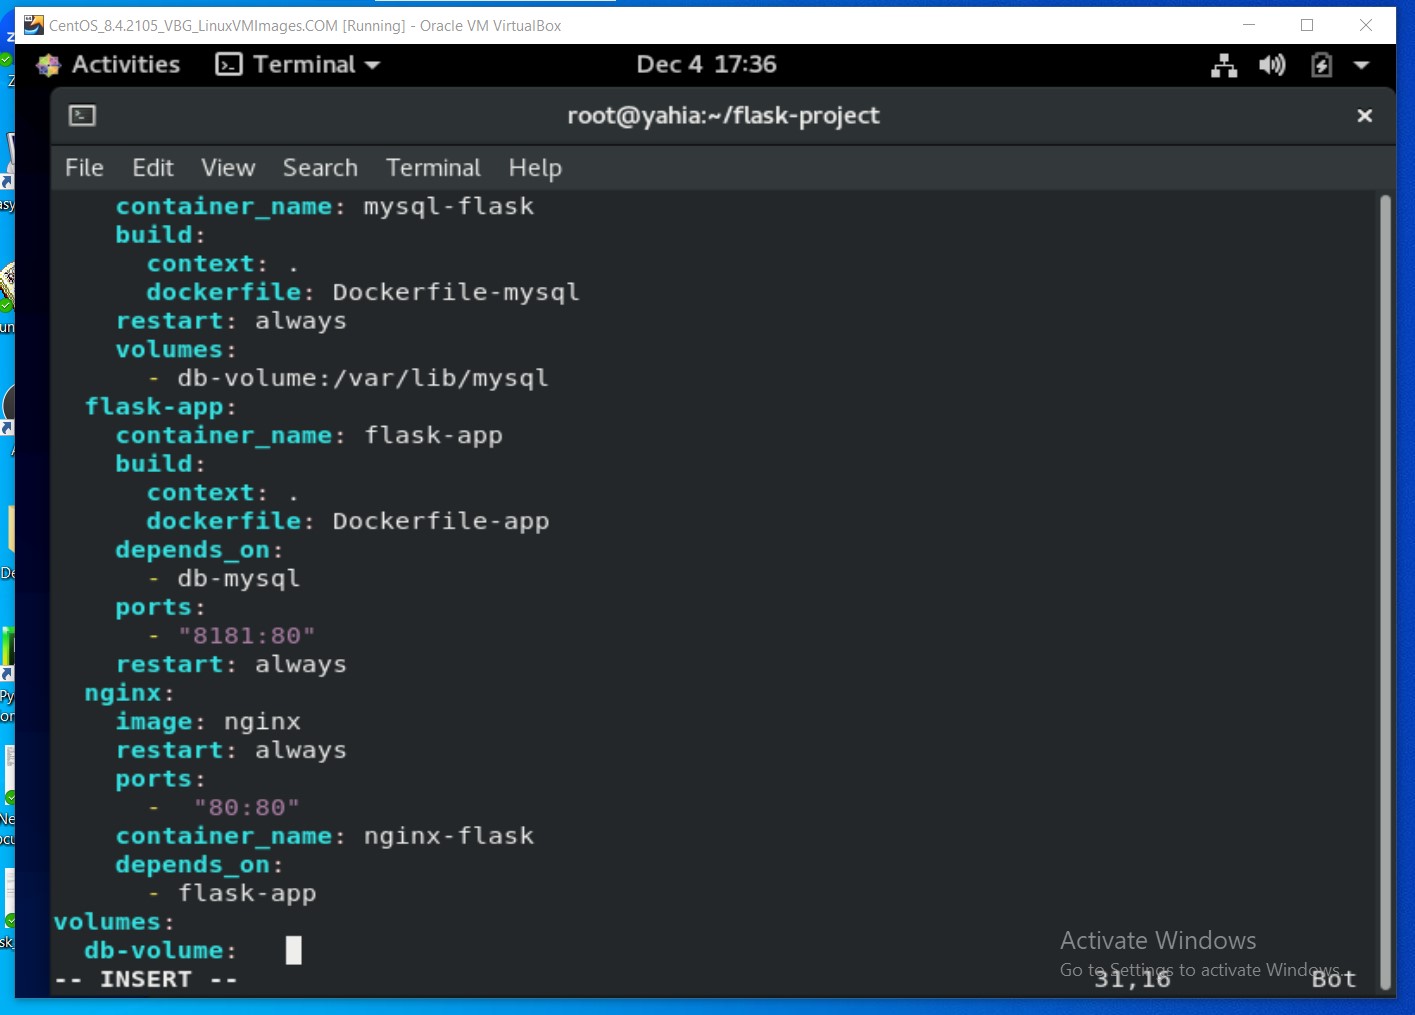 CentOS_8.4.2105_VBG_LinuxVMImages.COM [Running] - Oracle VM VirtualBox
Activities Terminal Dec 4 17:36
root@yahia:~/flask-project
File Edit View Search Terminal Help
    container_name: mysql-flask
    build:
      context: .
      dockerfile: Dockerfile-mysql
    restart: always
    volumes:
      - db-volume:/var/lib/mysql
  flask-app:
    container_name: flask-app
    build:
      context: .
      dockerfile: Dockerfile-app
    depends_on:
      - db-mysql
    ports:
      - "8181:80"
    restart: always
  nginx:
    image: nginx
    restart: always
    ports:
      -  "80:80"
    container_name: nginx-flask
    depends_on:
      - flask-app
volumes:
  db-volume:
-- INSERT -- 31,16 Bot
Activate Windows
Go to Settings to activate Windows.